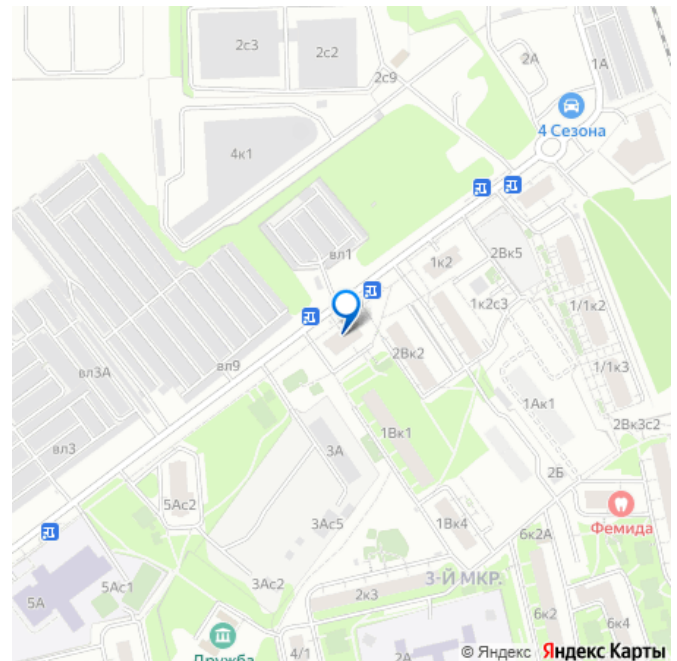 2с3
2с2
2А
1А
2с9
4 Сезона
4к1
вл1
1к2
2Вк5
1к2с3
1/1к2
вл3А
вл9
2Вк2
1/1к3
1Ак1
2Вк3с2
вл3
3А
1Вк1
2Б
5Ас2
Фемида
3Ас5
1Вк4
6к2А
5Ас1
3Ас2
3-Й МКР.
5А
2к3
6к2
6к4
Дружба
4/1
2А
© Яндекс Яндекс Карты